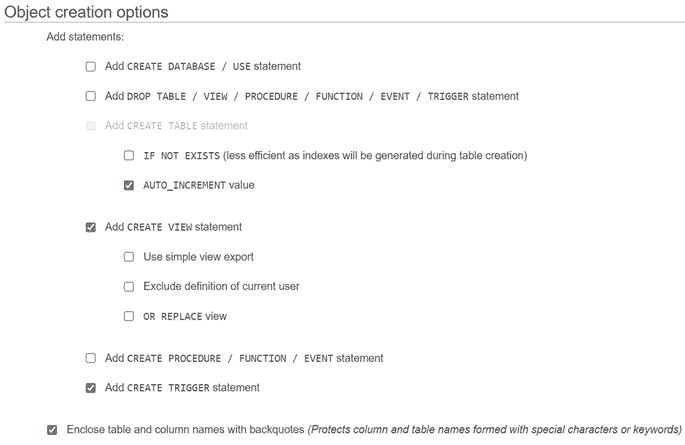 Object creation options
Add statements:
Add CREATE DATABASE / USE statement
Add DROP TABLE / VIEW / PROCEDURE / FUNCTION / EVENT / TRIGGER statement
Add CREATE TABLE statement
IF NOT EXISTS (less efficient as indexes will be generated during table creation)
AUTO_INCREMENT value
Add CREATE VIEW statement
Use simple view export
Exclude definition of current user
OR REPLACE view
Add CREATE PROCEDURE / FUNCTION / EVENT statement
Add CREATE TRIGGER statement
Enclose table and column names with backquotes (Protects column and table names formed with special characters or keywords)